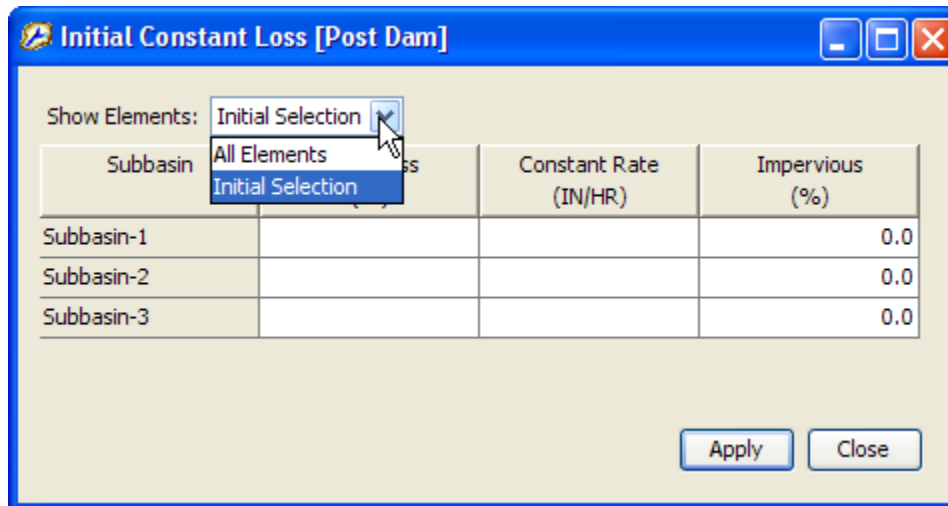 Initial Constant Loss [Post Dam]
Show Elements: Initial Selection
All Elements
Initial Selection
Subbasin Constant Rate Impervious
(IN/HR) (%)
Subbasin-1 0.0
Subbasin-2 0.0
Subbasin-3 0.0
Apply Close